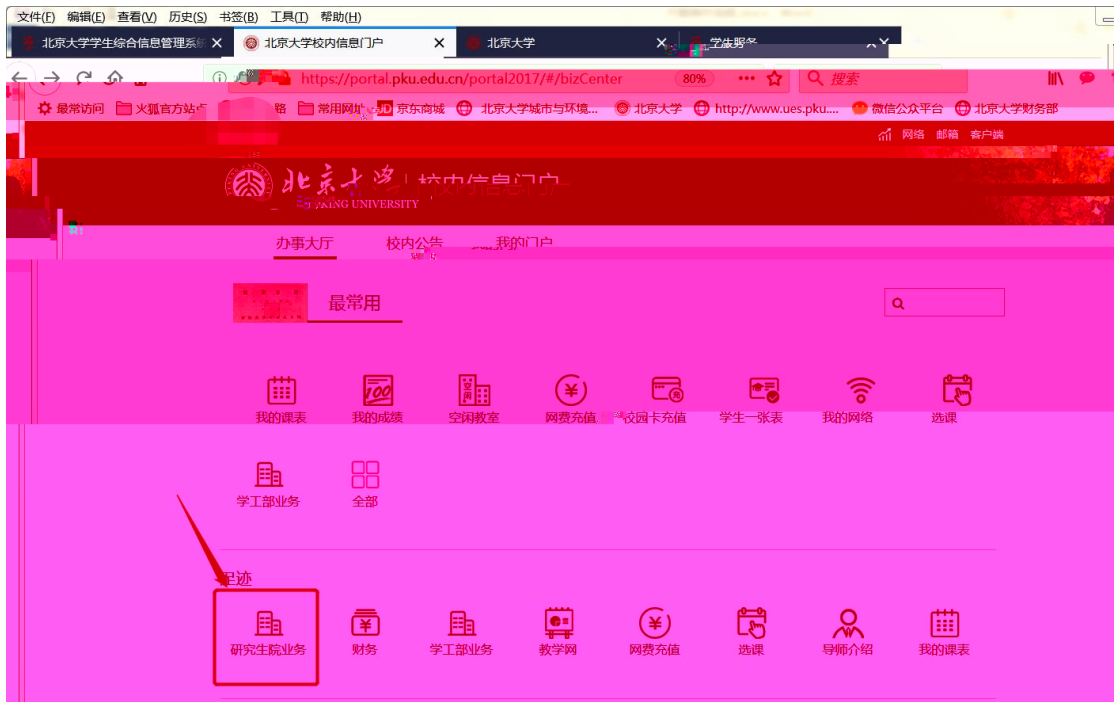 文件(F) 编辑(E) 查看(V) 历史(S) 书签(B) 工具(T) 帮助(H)
北京大学学生综合信息管理系统 北京大学校内信息门户 北京大学 学生服务
https://portal.pku.edu.cn/portal2017/#/bizCenter 80% 搜索
最常访问 火狐官方站点 常用网址 JD 京东商城 北京大学城市与环境... 北京大学 http://www.ues.pku.... 微信公众平台 北京大学财务部
网络 邮箱 客户端
北京大学 校内信息门户
PEKING UNIVERSITY
办事大厅 校内公告 我的门户
最常用
我的课表 我的成绩 空闲教室 网费充值 校园卡充值 学生一张表 我的网络 选课
学工部业务 全部
足迹
研究生院业务 财务 学工部业务 教学网 网费充值 选课 导师介绍 我的课表